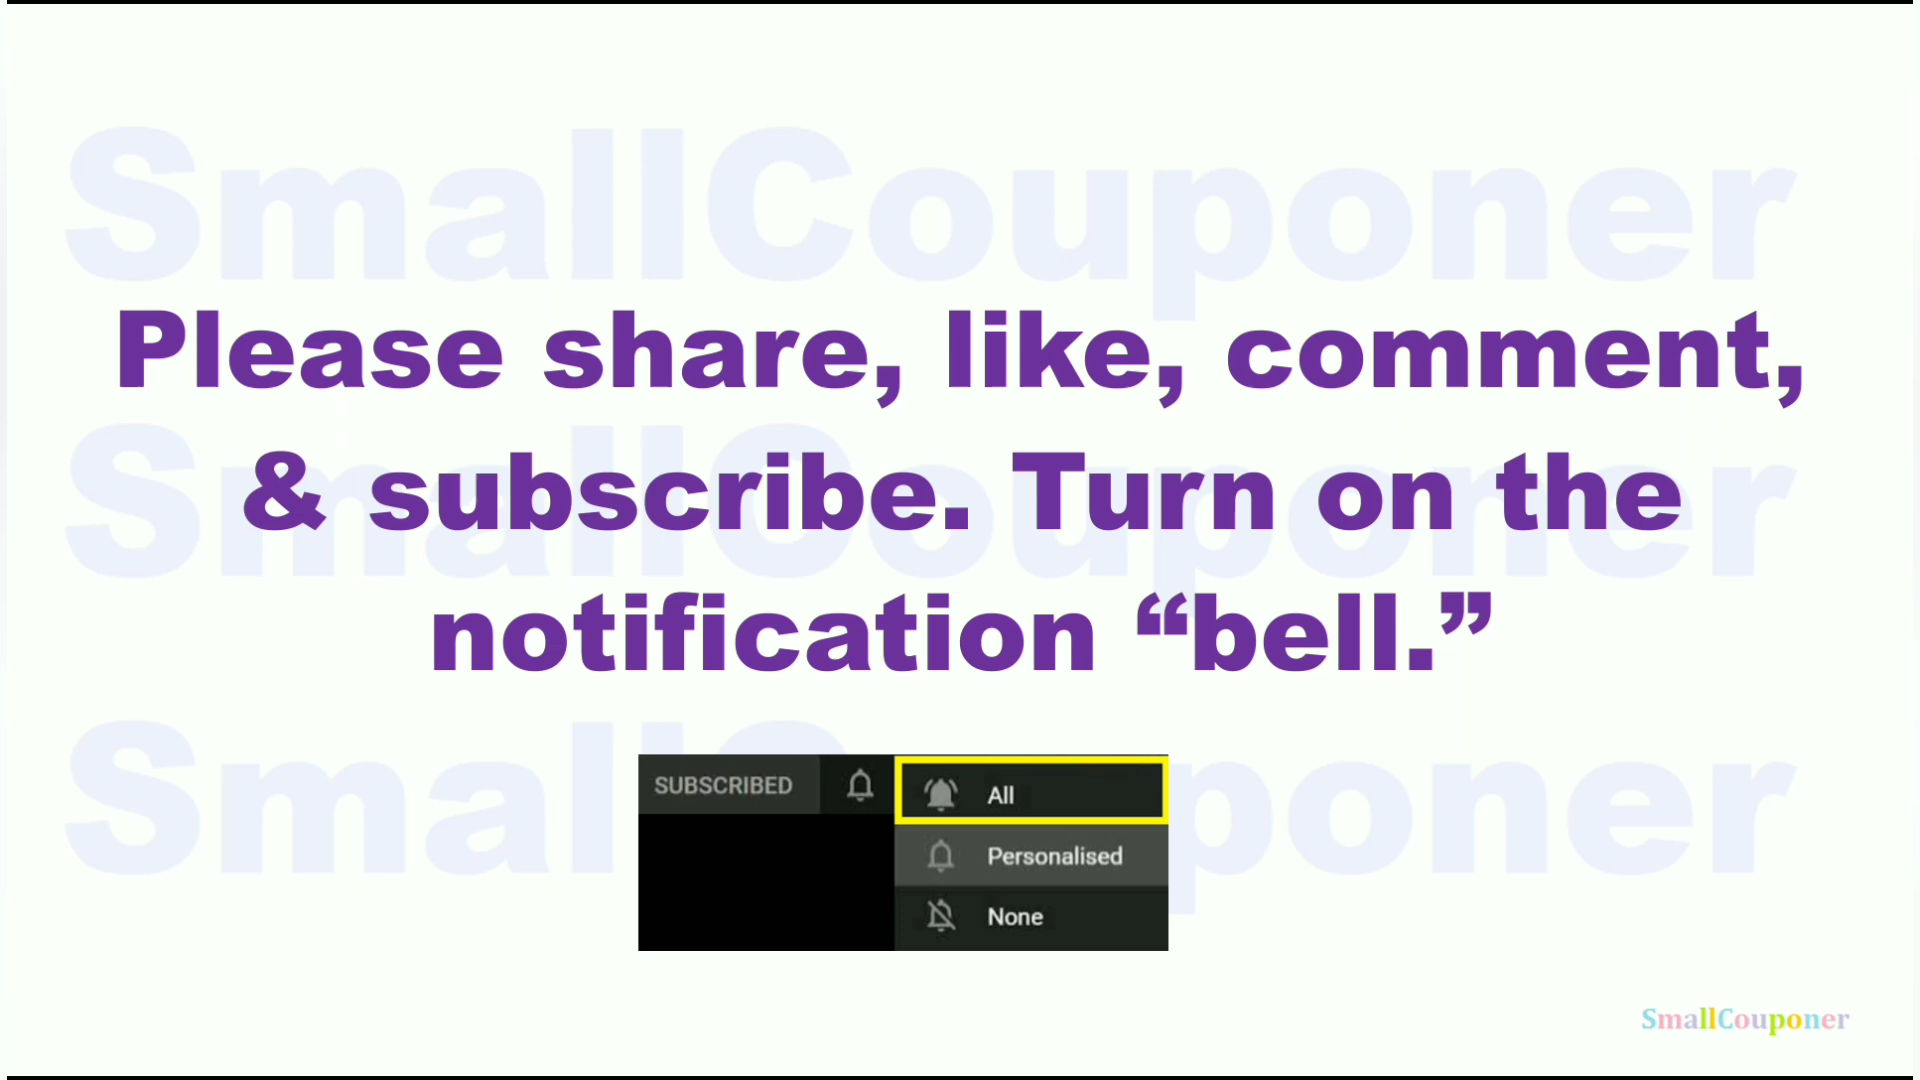 SmallCouponer
Please share, like, comment,
SmallCouponer
& subscribe. Turn on the
notification “bell.”
SmallCouponer
SUBSCRIBED
All
Personalised
None
SmallCouponer